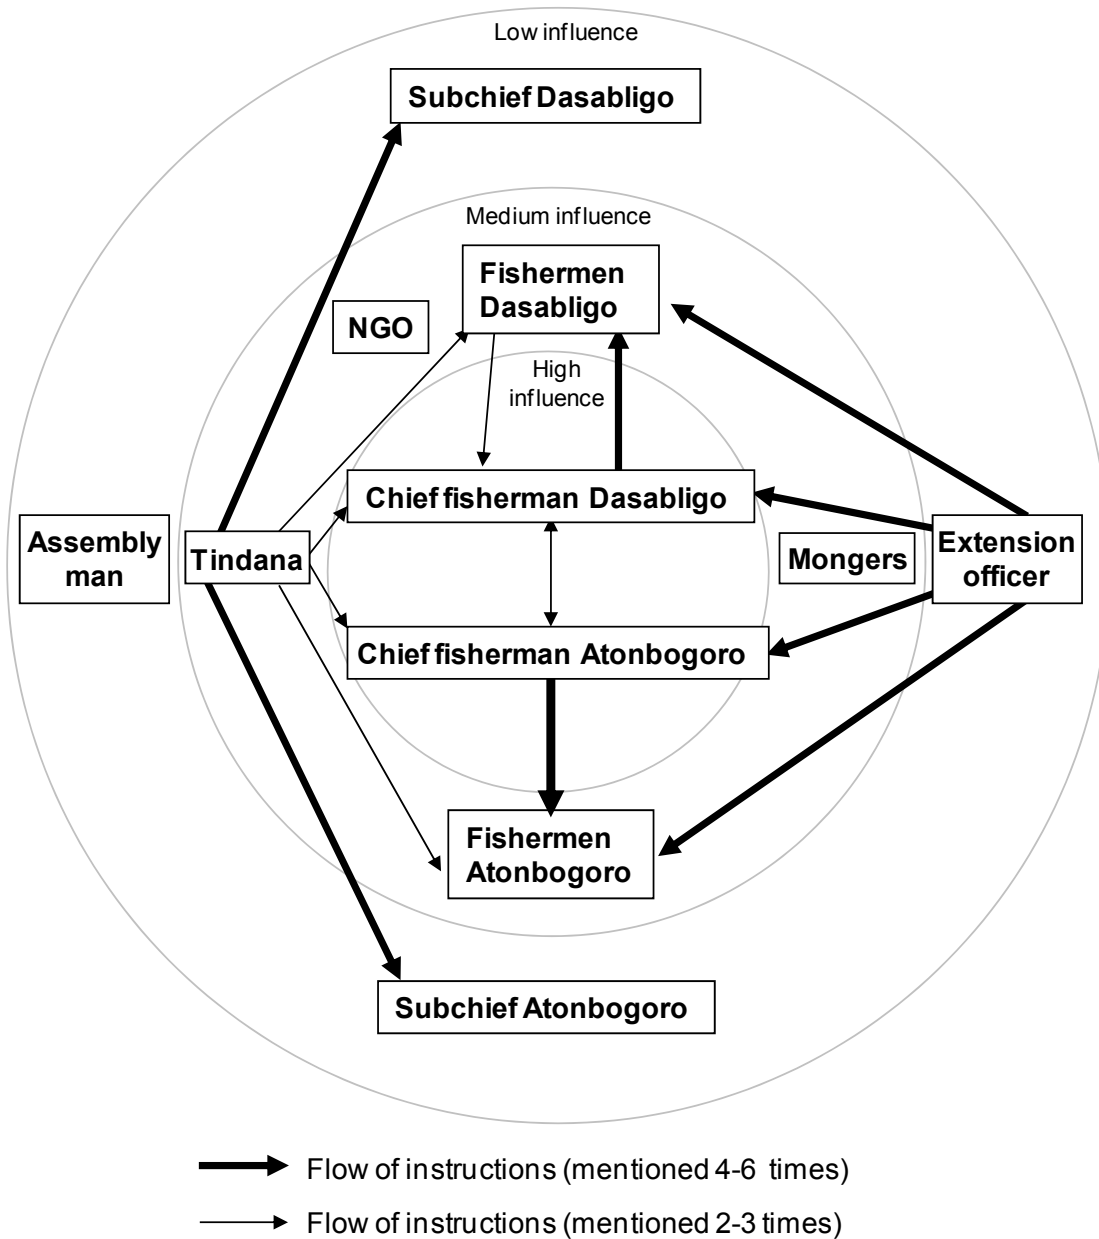 Low influence
Subchief Dasabligo
Medium influence
Fishermen
Dasabligo
NGO
High
influence
Chief fisherman Dasabligo
Assembly
man
Tindana
Mongers
Extension
officer
Chief fisherman Atonbogoro
Fishermen
Atonbogoro
Subchief Atonbogoro
Flow of instructions (mentioned 4-6 times)
Flow of instructions (mentioned 2-3 times)